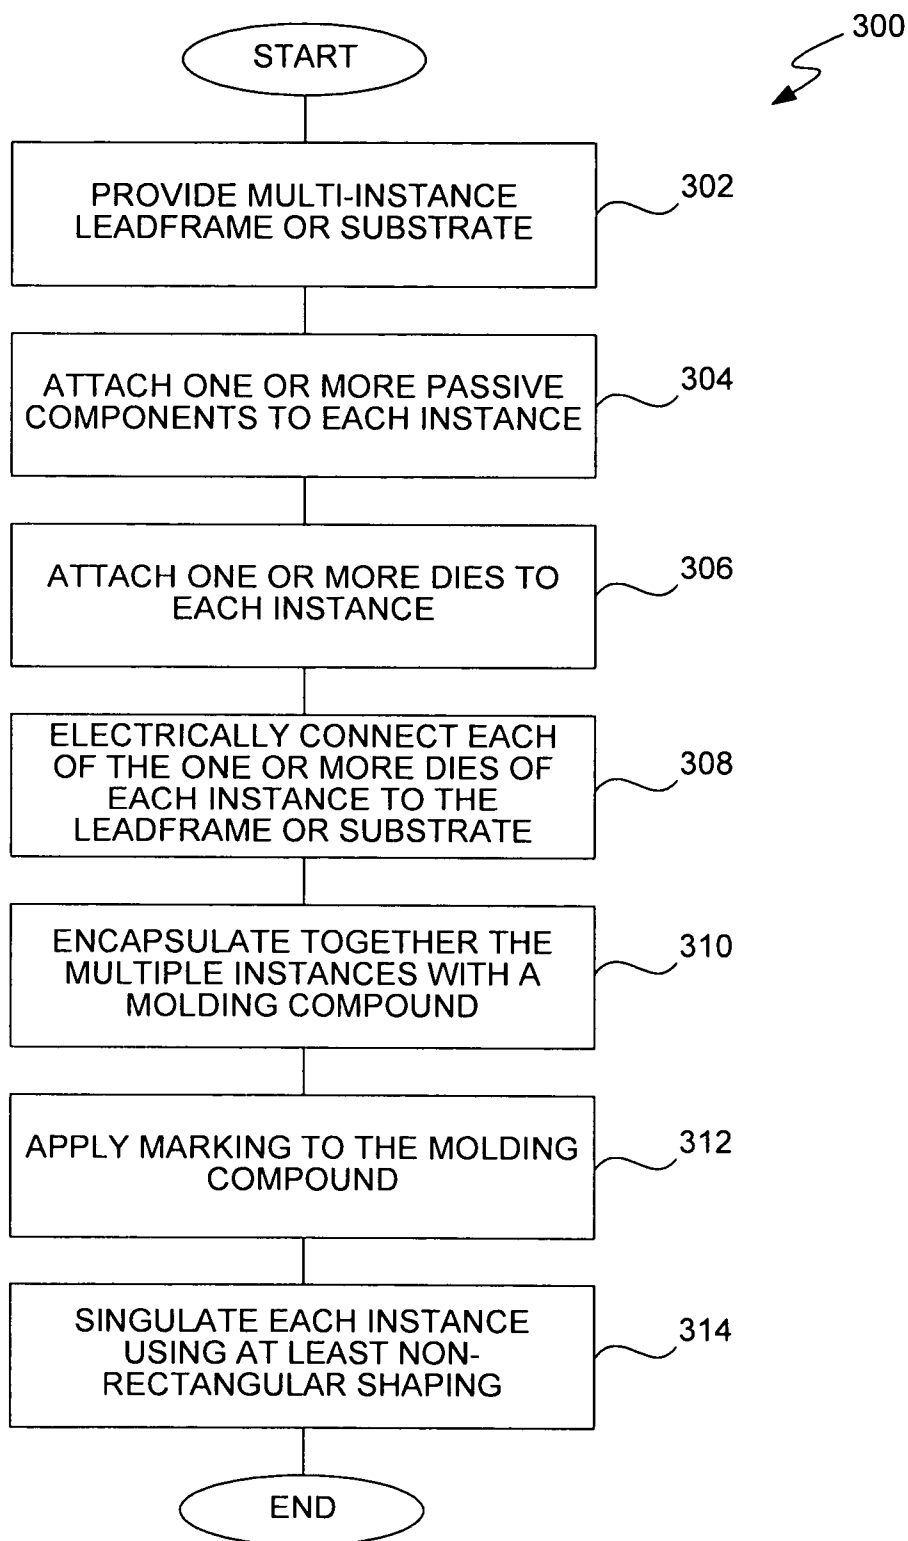 300
START
PROVIDE MULTI-INSTANCE
LEADFRAME OR SUBSTRATE
302
ATTACH ONE OR MORE PASSIVE
COMPONENTS TO EACH INSTANCE
304
ATTACH ONE OR MORE DIES TO
EACH INSTANCE
306
ELECTRICALLY CONNECT EACH
OF THE ONE OR MORE DIES OF
EACH INSTANCE TO THE
LEADFRAME OR SUBSTRATE
308
ENCAPSULATE TOGETHER THE
MULTIPLE INSTANCES WITH A
MOLDING COMPOUND
310
APPLY MARKING TO THE MOLDING
COMPOUND
312
SINGULATE EACH INSTANCE
USING AT LEAST NON-
RECTANGULAR SHAPING
314
END